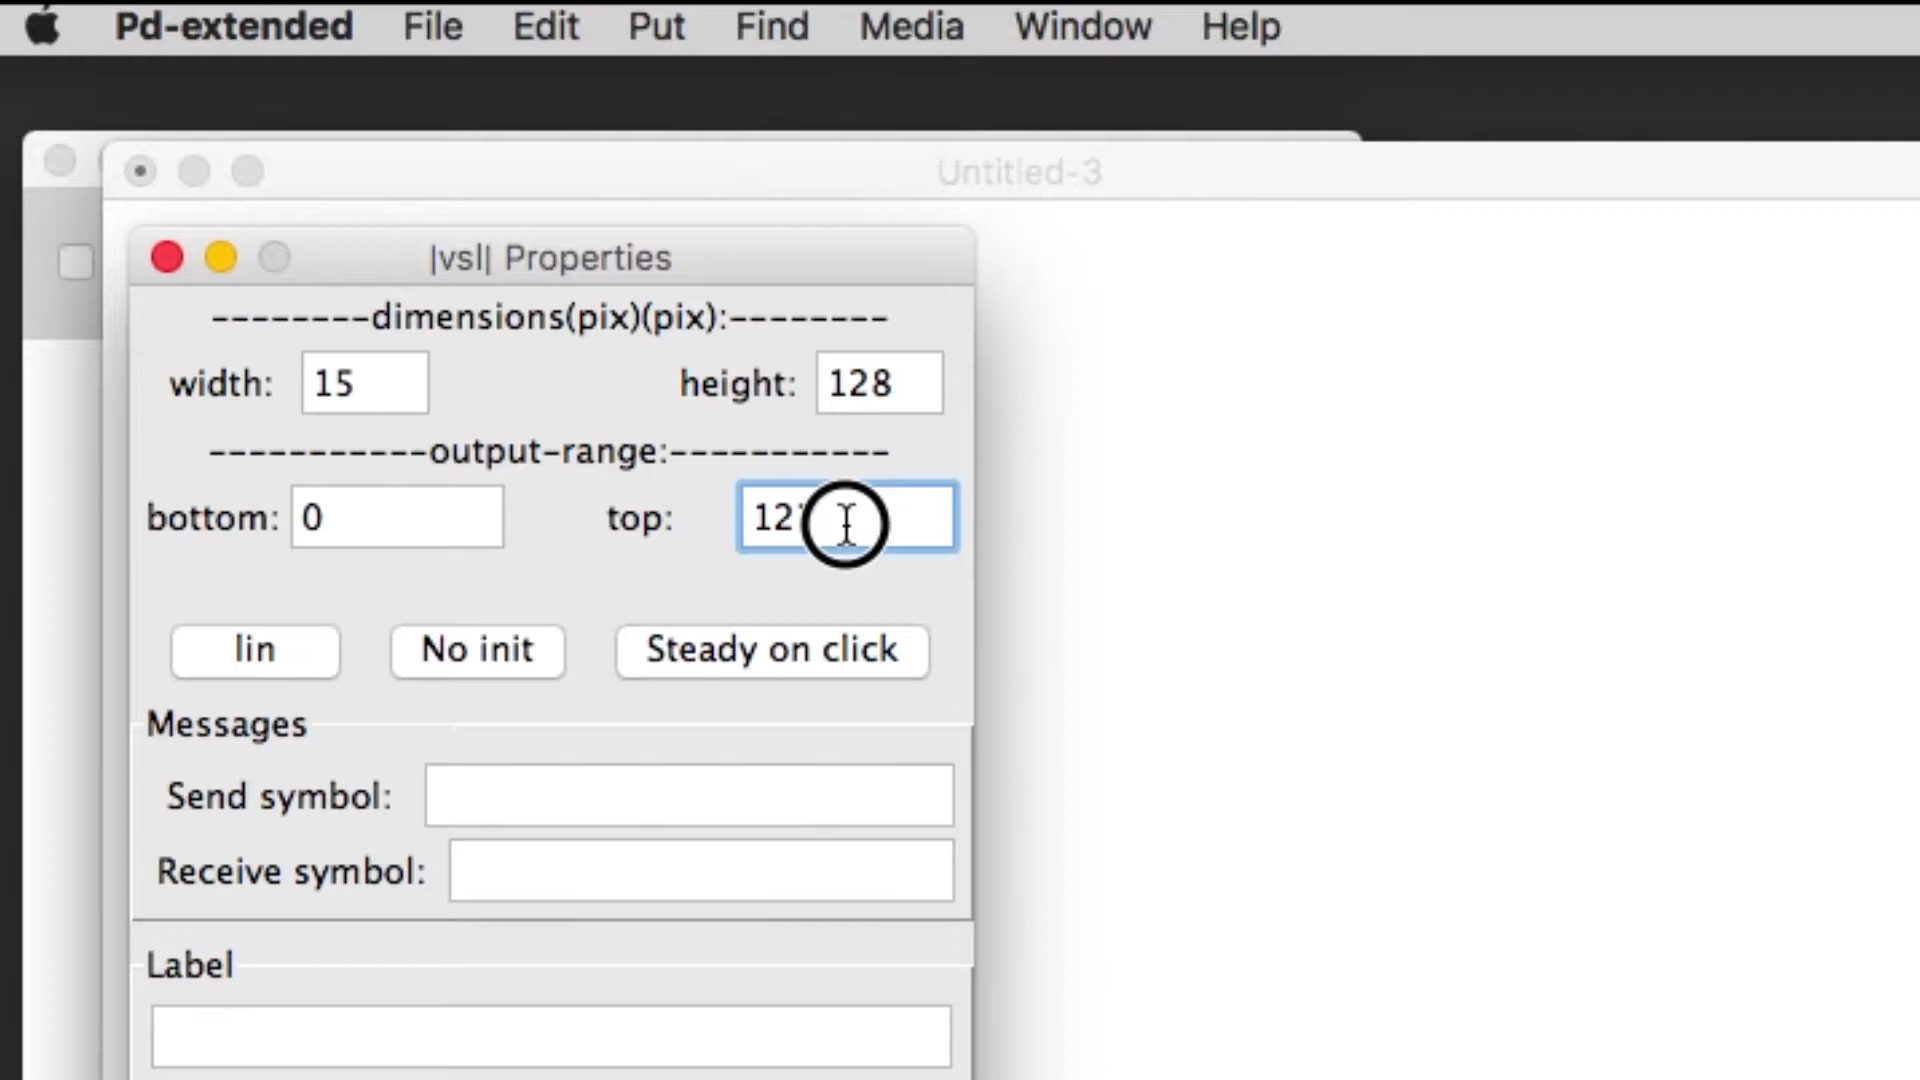 Pd-extended File Edit Put Find Media Window Help
Untitled-3
|vsl| Properties
--------dimensions(pix)(pix):--------
width: 15 height: 128
-----------output-range:-----------
bottom: 0 top:
lin No init Steady on click
Messages
Send symbol:
Receive symbol:
Label